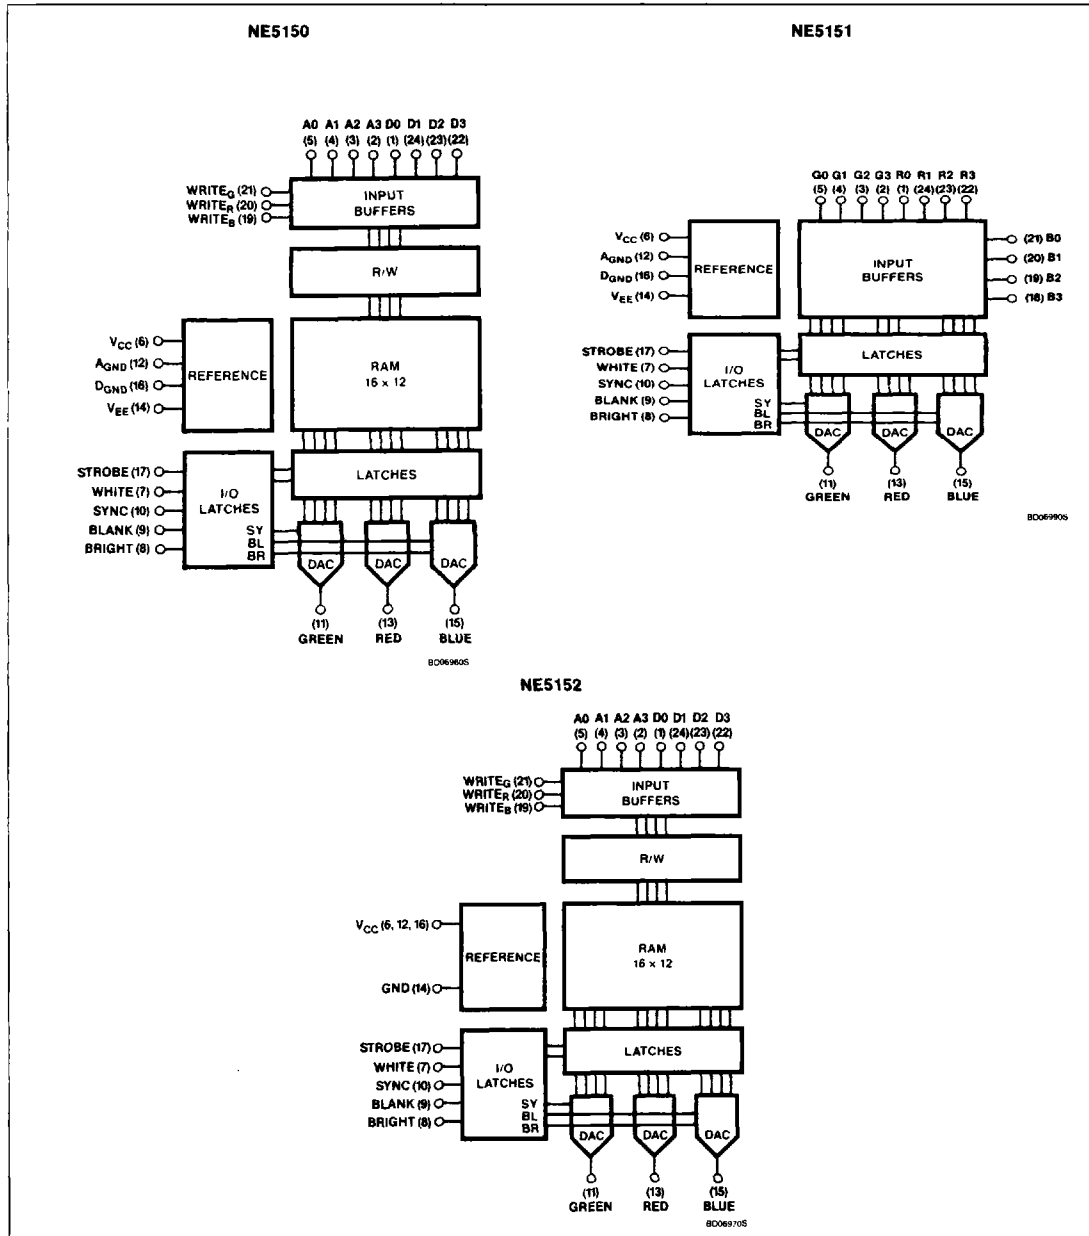 NE5150
A0 A1 A2 A3 D0 D1 D2 D3
(5) (4) (3) (2) (1) (24) (23) (22)
WRITEG (21)
WRITER (20)
WRITEB (19)
INPUT
BUFFERS
R/W
RAM
16 × 12
VCC (6)
AGND (12)
DGND (16)
VEE (14)
REFERENCE
STROBE (17)
WHITE (7)
SYNC (10)
BLANK (9)
BRIGHT (8)
I/O
LATCHES
SY
BL
BR
LATCHES
DAC DAC DAC
(11) (13) (15)
GREEN RED BLUE
BD06960S
NE5151
G0 G1 G2 G3 R0 R1 R2 R3
(5) (4) (3) (2) (1) (24) (23) (22)
VCC (6)
AGND (12)
DGND (16)
VEE (14)
REFERENCE
INPUT
BUFFERS
(21) B0
(20) B1
(19) B2
(18) B3
STROBE (17)
WHITE (7)
SYNC (10)
BLANK (9)
BRIGHT (8)
I/O
LATCHES
SY
BL
BR
LATCHES
DAC DAC DAC
(11) (13) (15)
GREEN RED BLUE
BD06990S
NE5152
A0 A1 A2 A3 D0 D1 D2 D3
(5) (4) (3) (2) (1) (24) (23) (22)
WRITEG (21)
WRITER (20)
WRITEB (19)
INPUT
BUFFERS
R/W
RAM
16 × 12
VCC (6, 12, 16)
GND (14)
REFERENCE
STROBE (17)
WHITE (7)
SYNC (10)
BLANK (9)
BRIGHT (8)
I/O
LATCHES
SY
BL
BR
LATCHES
DAC DAC DAC
(11) (13) (15)
GREEN RED BLUE
BD06970S